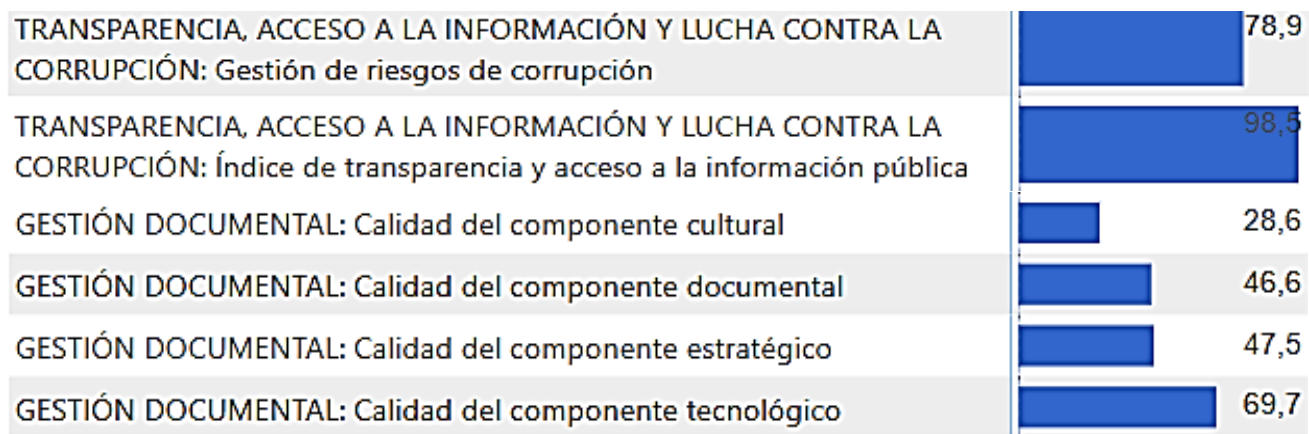 TRANSPARENCIA, ACCESO A LA INFORMACIÓN Y LUCHA CONTRA LA
CORRUPCIÓN: Gestión de riesgos de corrupción
78,9
TRANSPARENCIA, ACCESO A LA INFORMACIÓN Y LUCHA CONTRA LA
CORRUPCIÓN: Índice de transparencia y acceso a la información pública
98,5
GESTIÓN DOCUMENTAL: Calidad del componente cultural
28,6
GESTIÓN DOCUMENTAL: Calidad del componente documental
46,6
GESTIÓN DOCUMENTAL: Calidad del componente estratégico
47,5
GESTIÓN DOCUMENTAL: Calidad del componente tecnológico
69,7